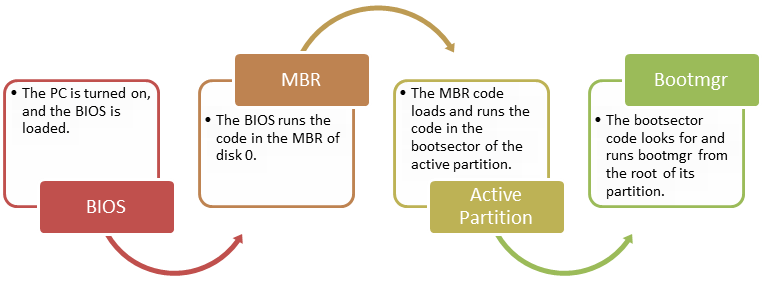 • The PC is turned on,
and the BIOS is
loaded.
BIOS
MBR
• The BIOS runs the
code in the MBR of
disk 0.
• The MBR code
loads and runs the
code in the
bootsector of the
active partition.
Active
Partition
Bootmgr
• The bootsector
code looks for and
runs bootmgr from
the root of its
partition.